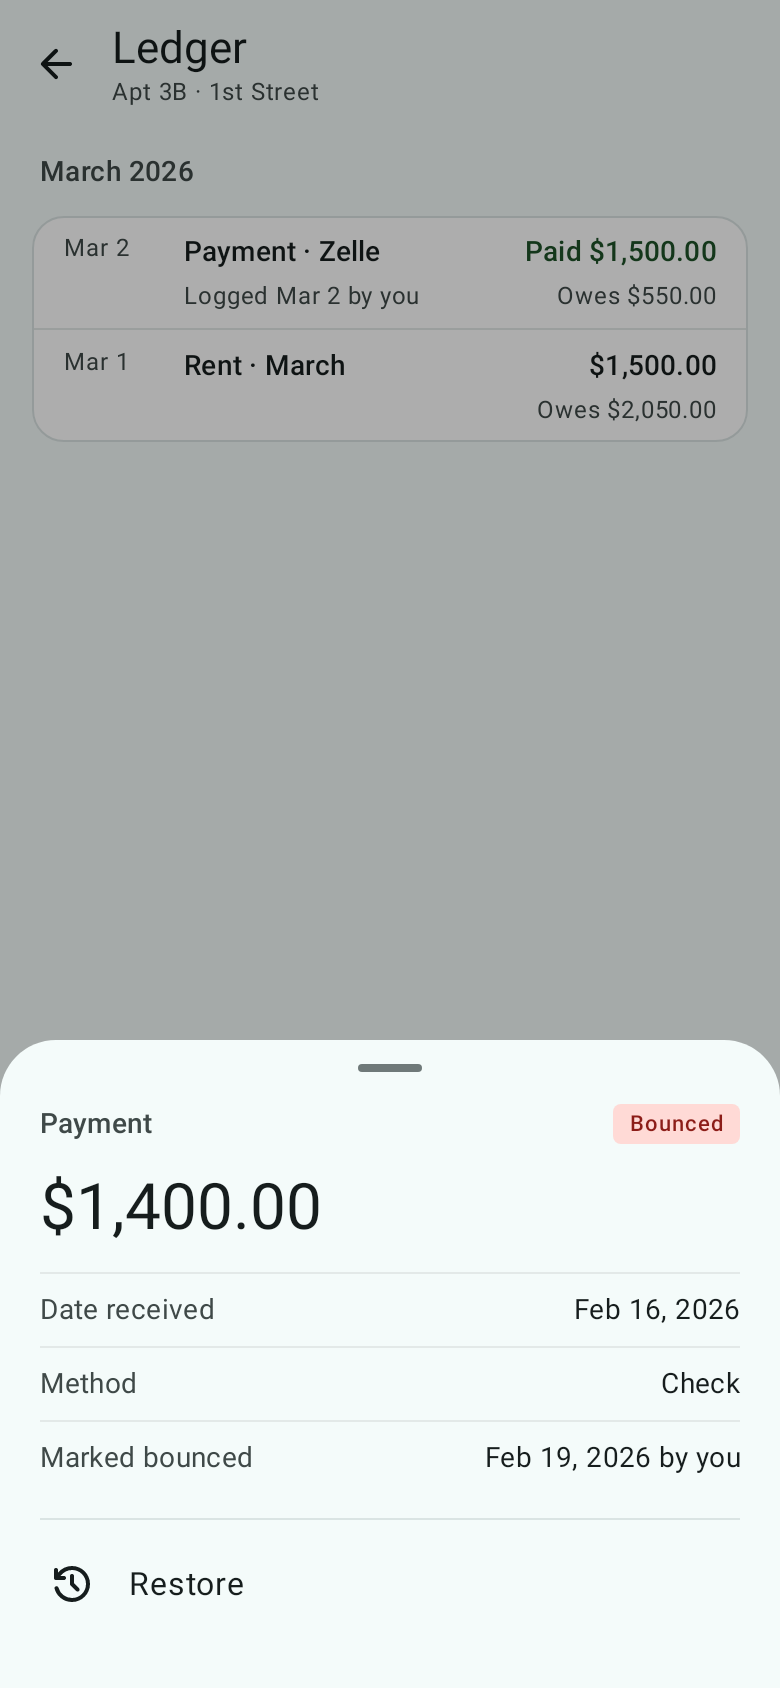 Ledger
Apt 3B · 1st Street
March 2026
Mar 2 Payment · Zelle Paid $1,500.00
Logged Mar 2 by you Owes $550.00
Mar 1 Rent · March $1,500.00
Owes $2,050.00
Payment Bounced
$1,400.00
Date received Feb 16, 2026
Method Check
Marked bounced Feb 19, 2026 by you
Restore